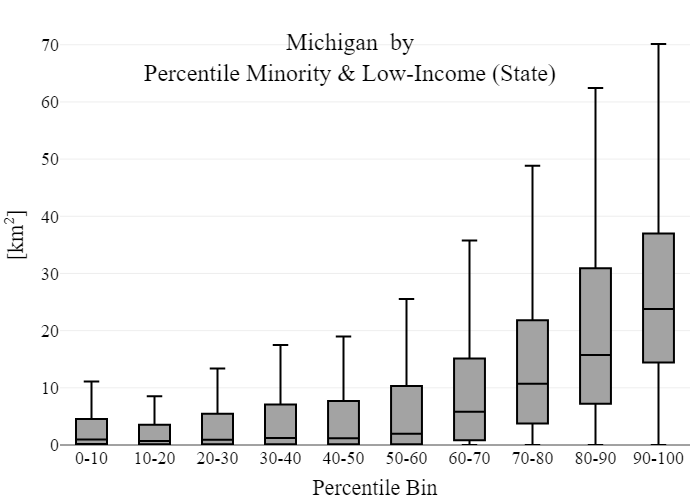 Michigan by
Percentile Minority & Low-Income (State)
70
60
50
40
30
20
10
0
[km²]
0-10 10-20 20-30 30-40 40-50 50-60 60-70 70-80 80-90 90-100
Percentile Bin